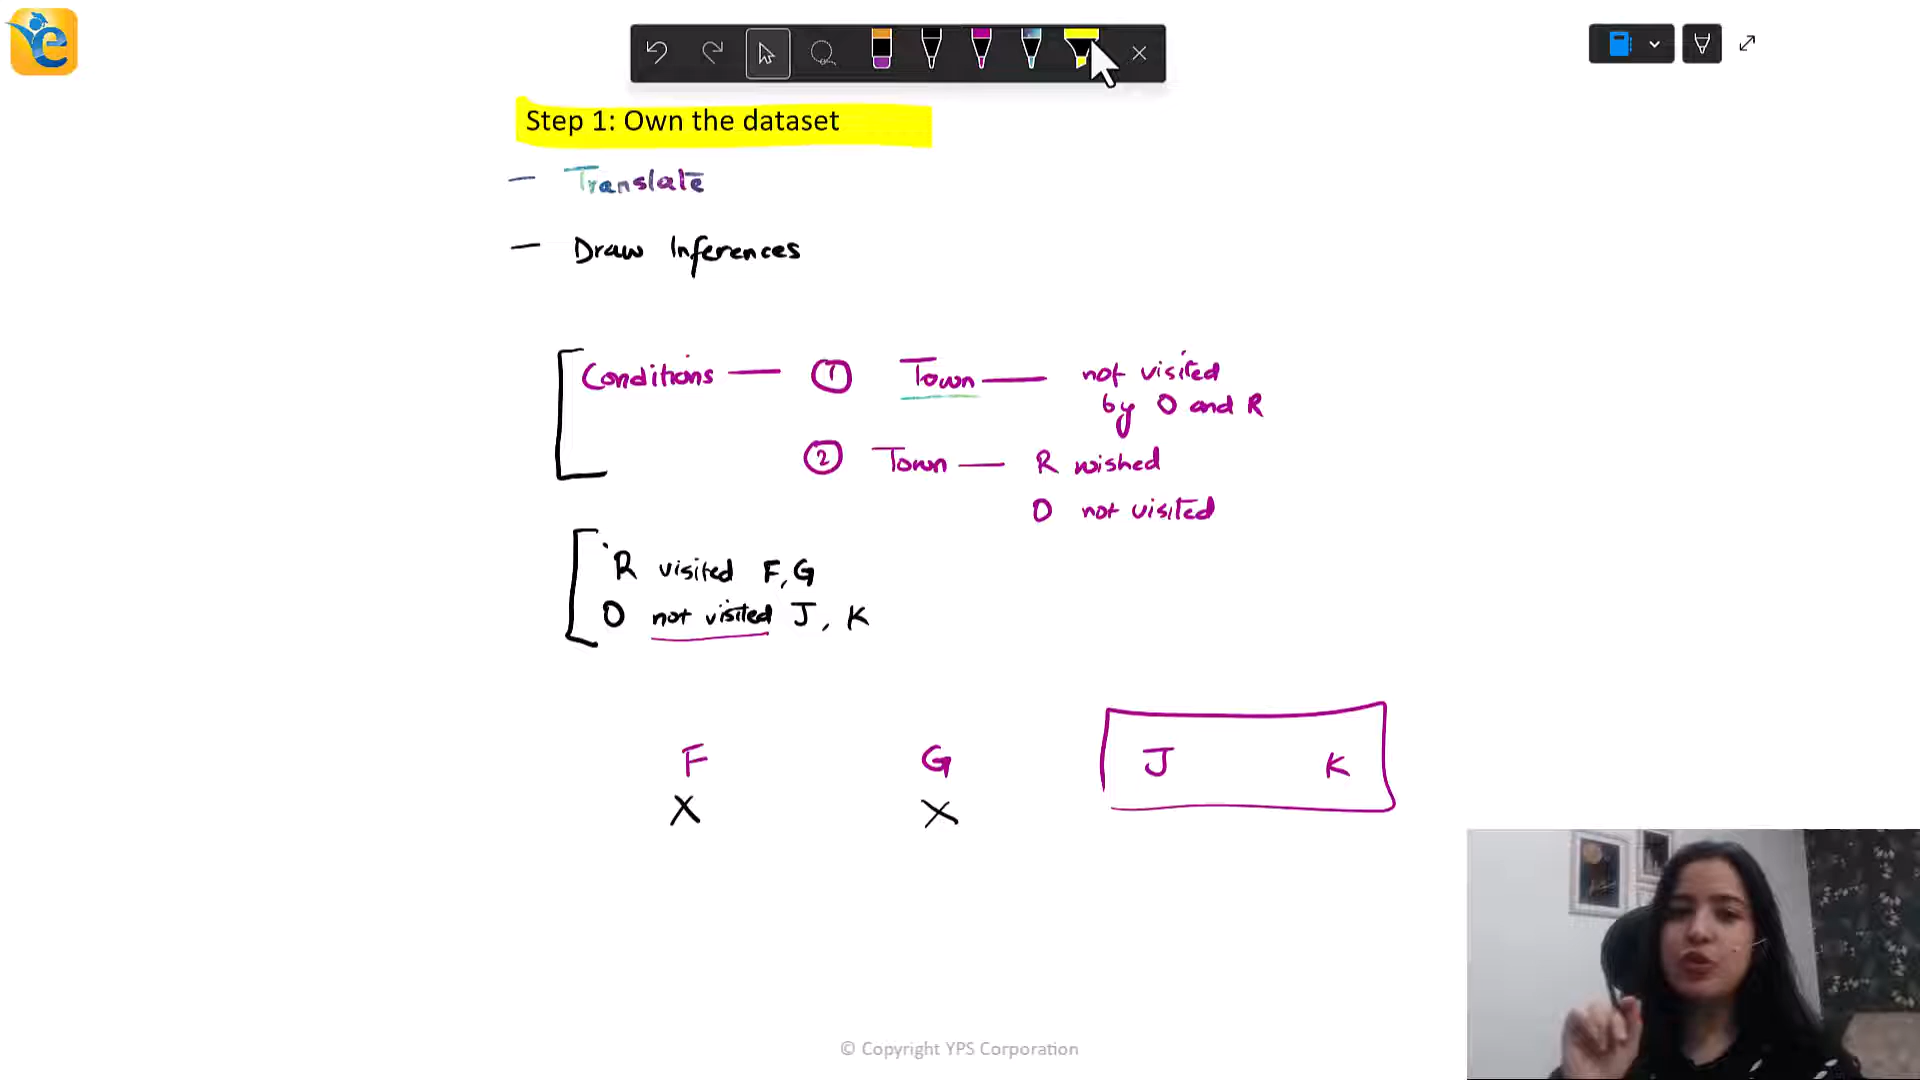 e
Step 1: Own the dataset
— Translate
— Draw Inferences
Conditions — ① Town — not visited
by O and R
② Town — R wished
O not visited
R visited F, G
O not visited J, K
F G J K
X X
© Copyright YPS Corporation